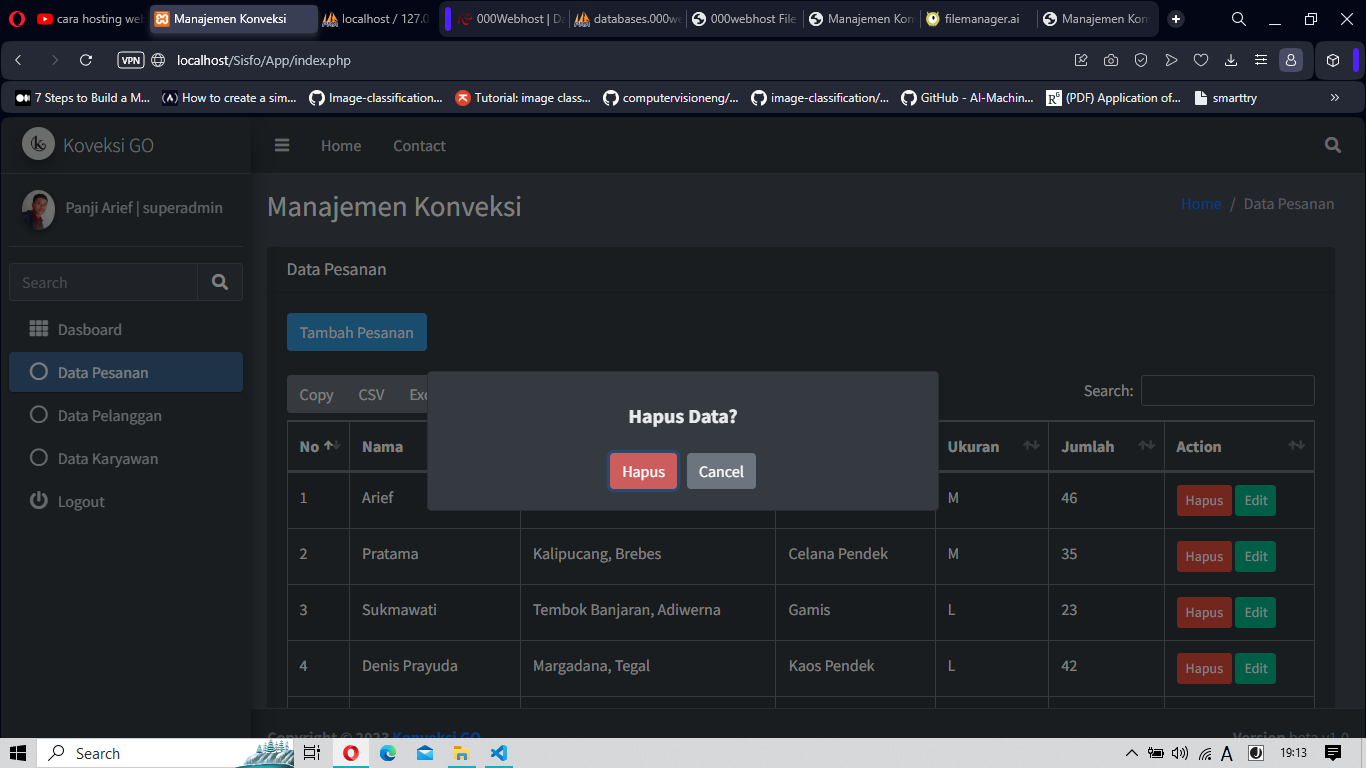 cara hosting web
Manajemen Konveksi
localhost / 127.0
000Webhost | Da
databases.000we
000webhost File
Manajemen Kon
filemanager.ai
Manajemen Kon
VPN
localhost/Sisfo/App/index.php
7 Steps to Build a M...
How to create a sim...
Image-classification...
Tutorial: image class...
computervisioneng/...
image-classification/...
GitHub - AI-Machin...
(PDF) Application of...
smarttry
Koveksi GO
Home
Contact
Panji Arief | superadmin
Manajemen Konveksi
Home / Data Pesanan
Search
Data Pesanan
Dasboard
Data Pesanan
Data Pelanggan
Data Karyawan
Logout
Tambah Pesanan
Copy CSV Exc
Search:
Hapus Data?
Hapus Cancel
No Nama Ukuran Jumlah Action
1 Arief M 46 Hapus Edit
2 Pratama Kalipucang, Brebes Celana Pendek M 35 Hapus Edit
3 Sukmawati Tembok Banjaran, Adiwerna Gamis L 23 Hapus Edit
4 Denis Prayuda Margadana, Tegal Kaos Pendek L 42 Hapus Edit
Copyright © 2023 Konveksi GO
Version beta v1.0
Search
A
19:13